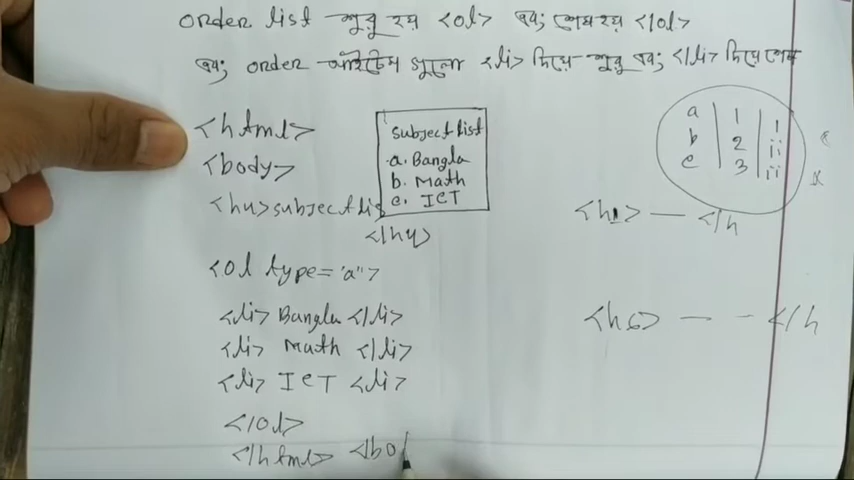 order list শুরু হয় <ol> এবং শেষ হয় </ol>
এবং order আইটেম গুলো <li> দিয়ে শুরু এবং </li> দিয়ে শেষ
<html>
<body>
<h4>subject lis
</h4>
<ol type="a">
<li> Bangla </li>
<li> Math </li>
<li> ICT <li>
</ol>
</html> </bo
subject list
a. Bangla
b. Math
c. ICT
a 1 i
b 2 ii
c 3 iii
<h1> — </h
<h6> — - </h